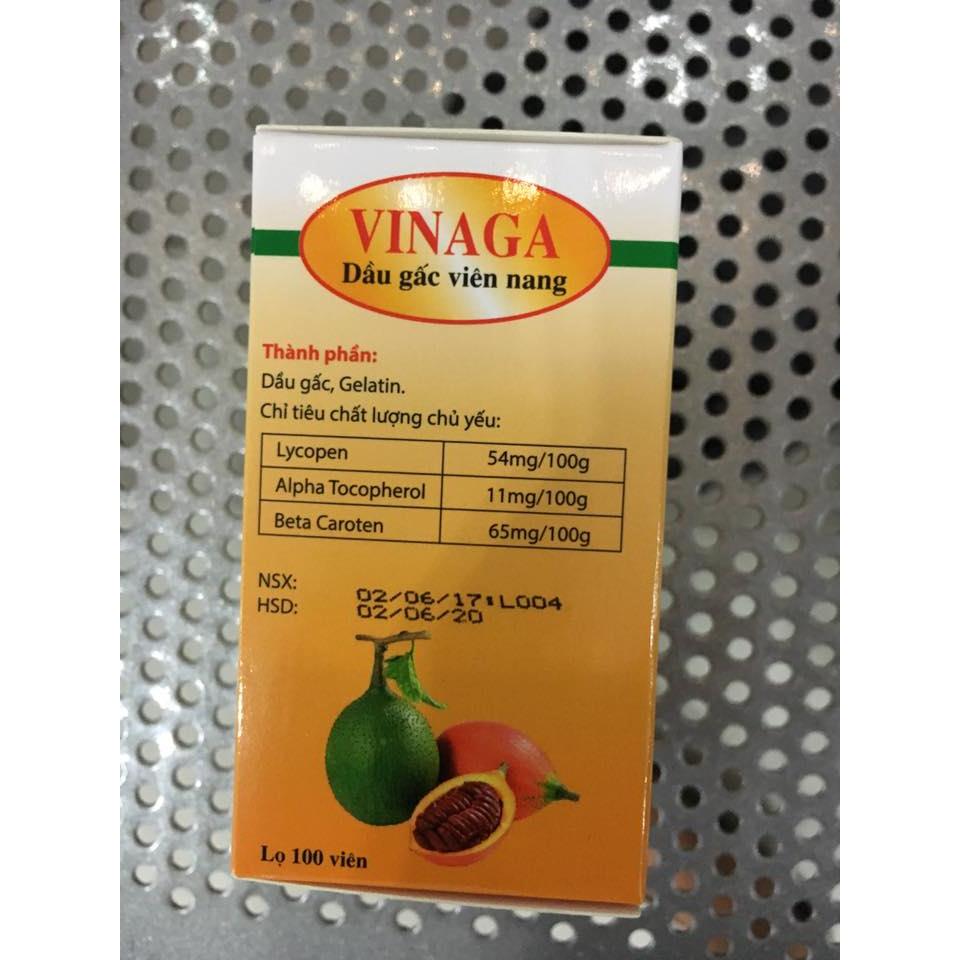 VINAGA
Dầu gấc viên nang
Thành phần:
Dầu gấc, Gelatin.
Chỉ tiêu chất lượng chủ yếu:
Lycopen 54mg/100g
Alpha Tocopherol 11mg/100g
Beta Caroten 65mg/100g
NSX: 02/06/17:L004
HSD: 02/06/20
Lọ 100 viên